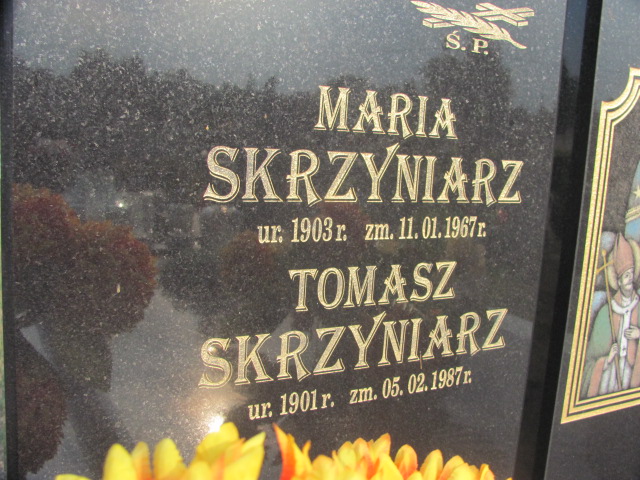 Ś. P.
MARIA
SKRZYNIARZ
ur. 1903 r. zm. 11. 01. 1967 r.
TOMASZ
SKRZYNIARZ
ur. 1901 r. zm. 05. 02. 1987 r.